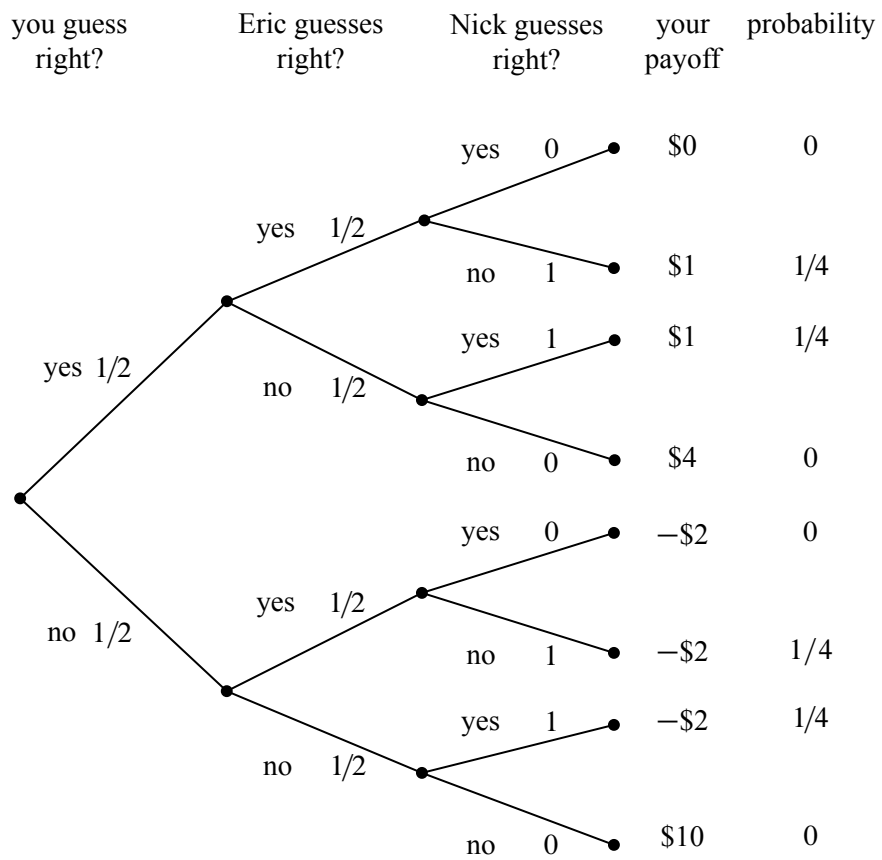 you guess right?
Eric guesses right?
Nick guesses right?
your payoff
probability
yes 0 $0 0
yes 1/2
no 1 $1 1/4
yes 1 $1 1/4
yes 1/2
no 1/2
no 0 $4 0
yes 0 –$2 0
yes 1/2
no 1/2
no 1 –$2 1/4
yes 1 –$2 1/4
no 1/2
no 0 $10 0